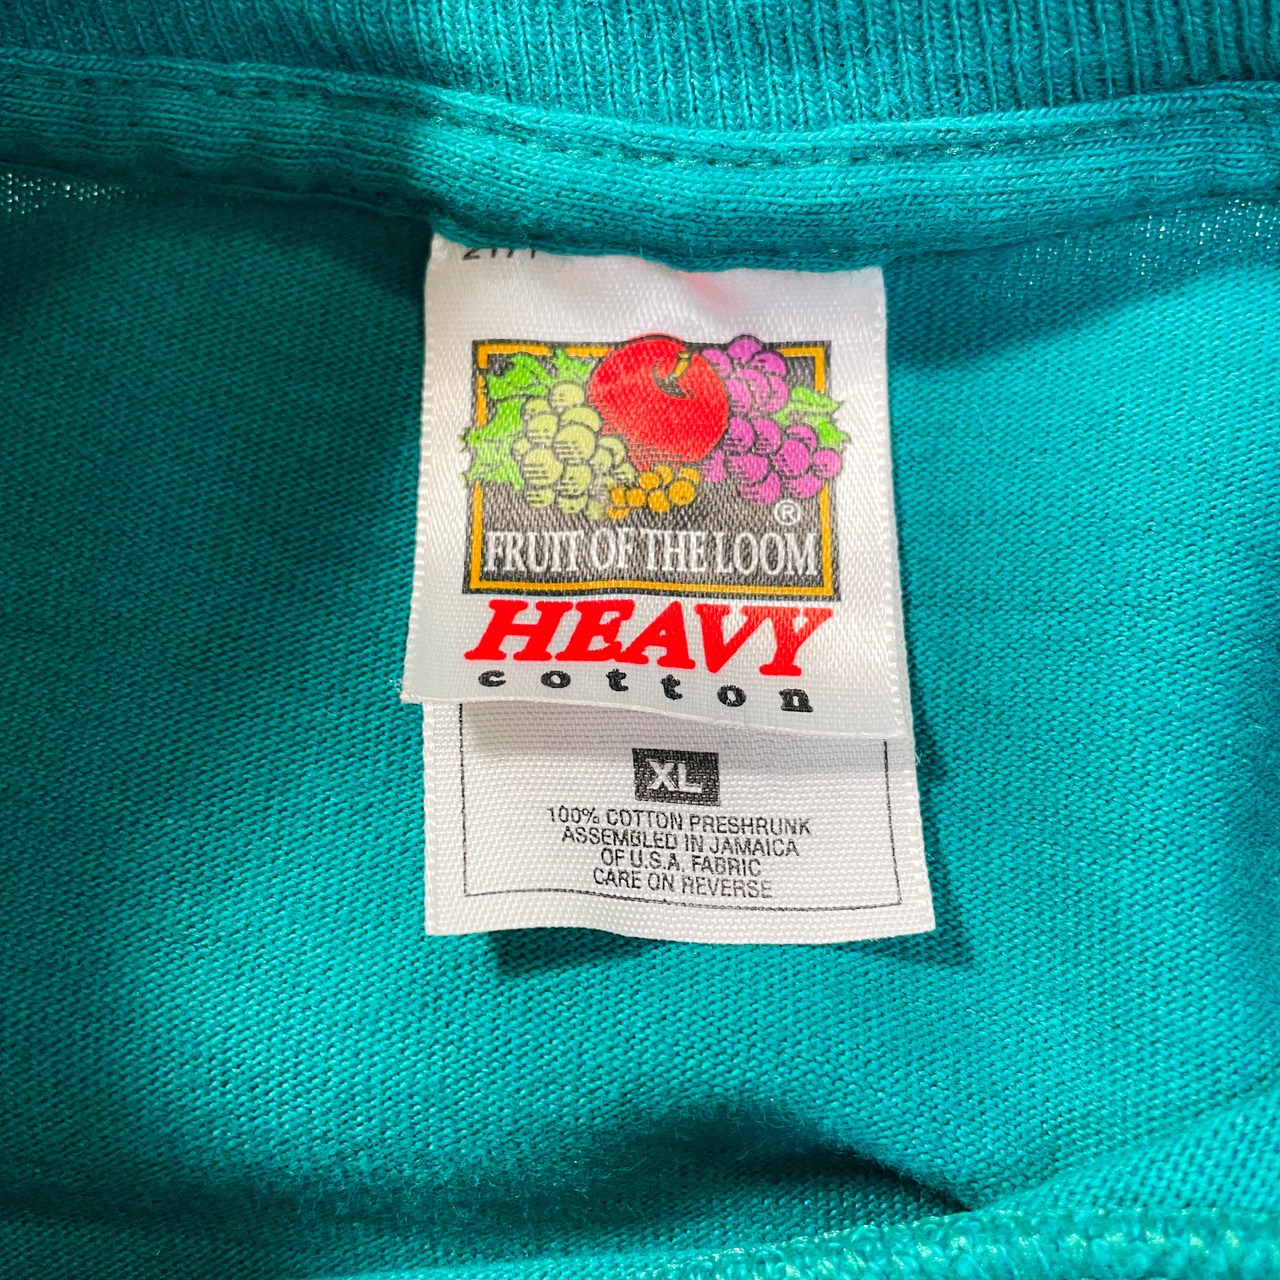 ®
FRUIT OF THE LOOM
HEAVY
cotton
XL
100% COTTON PRESHRUNK
ASSEMBLED IN JAMAICA
OF U.S.A. FABRIC
CARE ON REVERSE